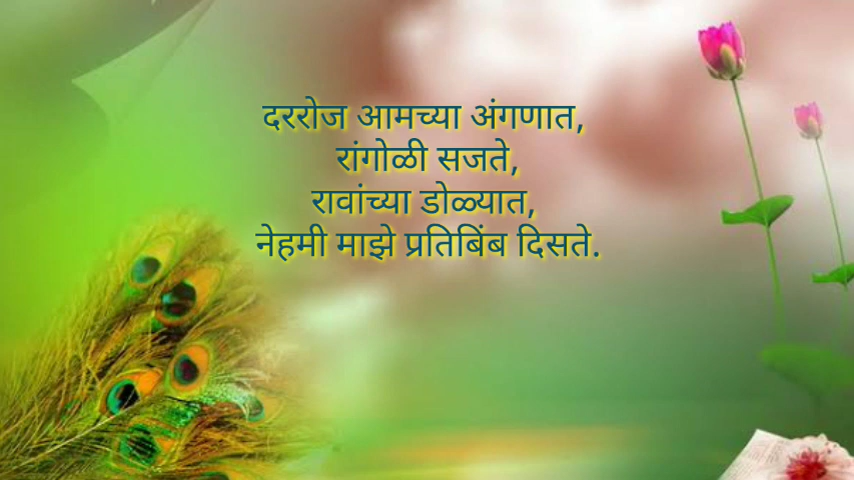 दररोज आमच्या अंगणात,
रांगोळी सजते,
रावांच्या डोळ्यात,
नेहमी माझे प्रतिबिंब दिसते.